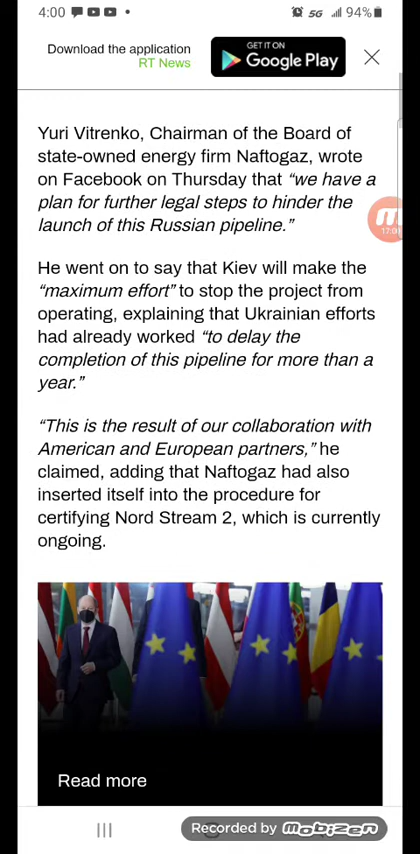 4:00
5G
94%
Download the application
RT News
GET IT ON
Google Play
Yuri Vitrenko, Chairman of the Board of
state-owned energy firm Naftogaz, wrote
on Facebook on Thursday that “we have a
plan for further legal steps to hinder the
launch of this Russian pipeline.”
17:0
He went on to say that Kiev will make the
“maximum effort” to stop the project from
operating, explaining that Ukrainian efforts
had already worked “to delay the
completion of this pipeline for more than a
year.”
“This is the result of our collaboration with
American and European partners,” he
claimed, adding that Naftogaz had also
inserted itself into the procedure for
certifying Nord Stream 2, which is currently
ongoing.
Read more
Recorded by mobizen